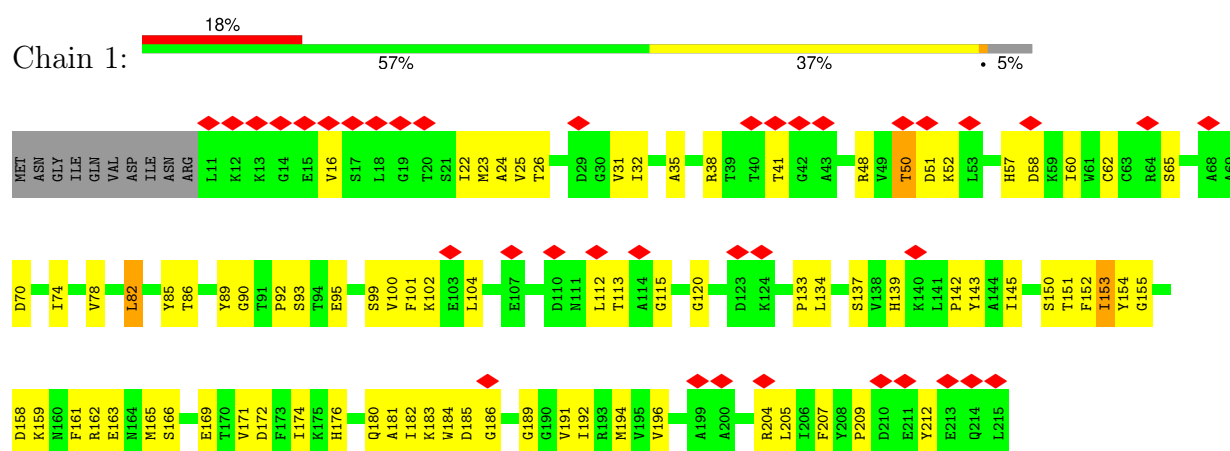 18%
Chain 1:
57% 37% • 5%
MET ASN GLY ILE GLN VAL ASP ILE ASN ARG L11 K12 K13 G14 E15 V16 S17 L18 G19 T20 S21 I22 M23 A24 V25 T26 D29 G30 V31 I32 A35 R38 T39 T40 T41 G42 A43 R48 V49 T50 D51 K52 L53 H57 D58 K59 I60 W61 C62 C63 R64 S65 A68 A69
D70 I74 V78 L82 Y85 T86 Y89 G90 T91 P92 S93 T94 E95 S99 V100 F101 K102 E103 L104 E107 D110 N111 L112 T113 A114 G115 G120 D123 K124 P133 L134 S137 V138 H139 K140 L141 P142 Y143 A144 I145 S150 T151 F152 I153 Y154 G155
D158 K159 N160 F161 R162 E163 N164 M165 S166 E169 T170 V171 D172 F173 I174 K175 H176 Q180 A181 I182 K183 W184 D185 G186 G189 G190 V191 I192 R193 M194 V195 V196 A199 A200 R204 L205 I206 F207 Y208 P209 D210 E211 Y212 E213 Q214 L215